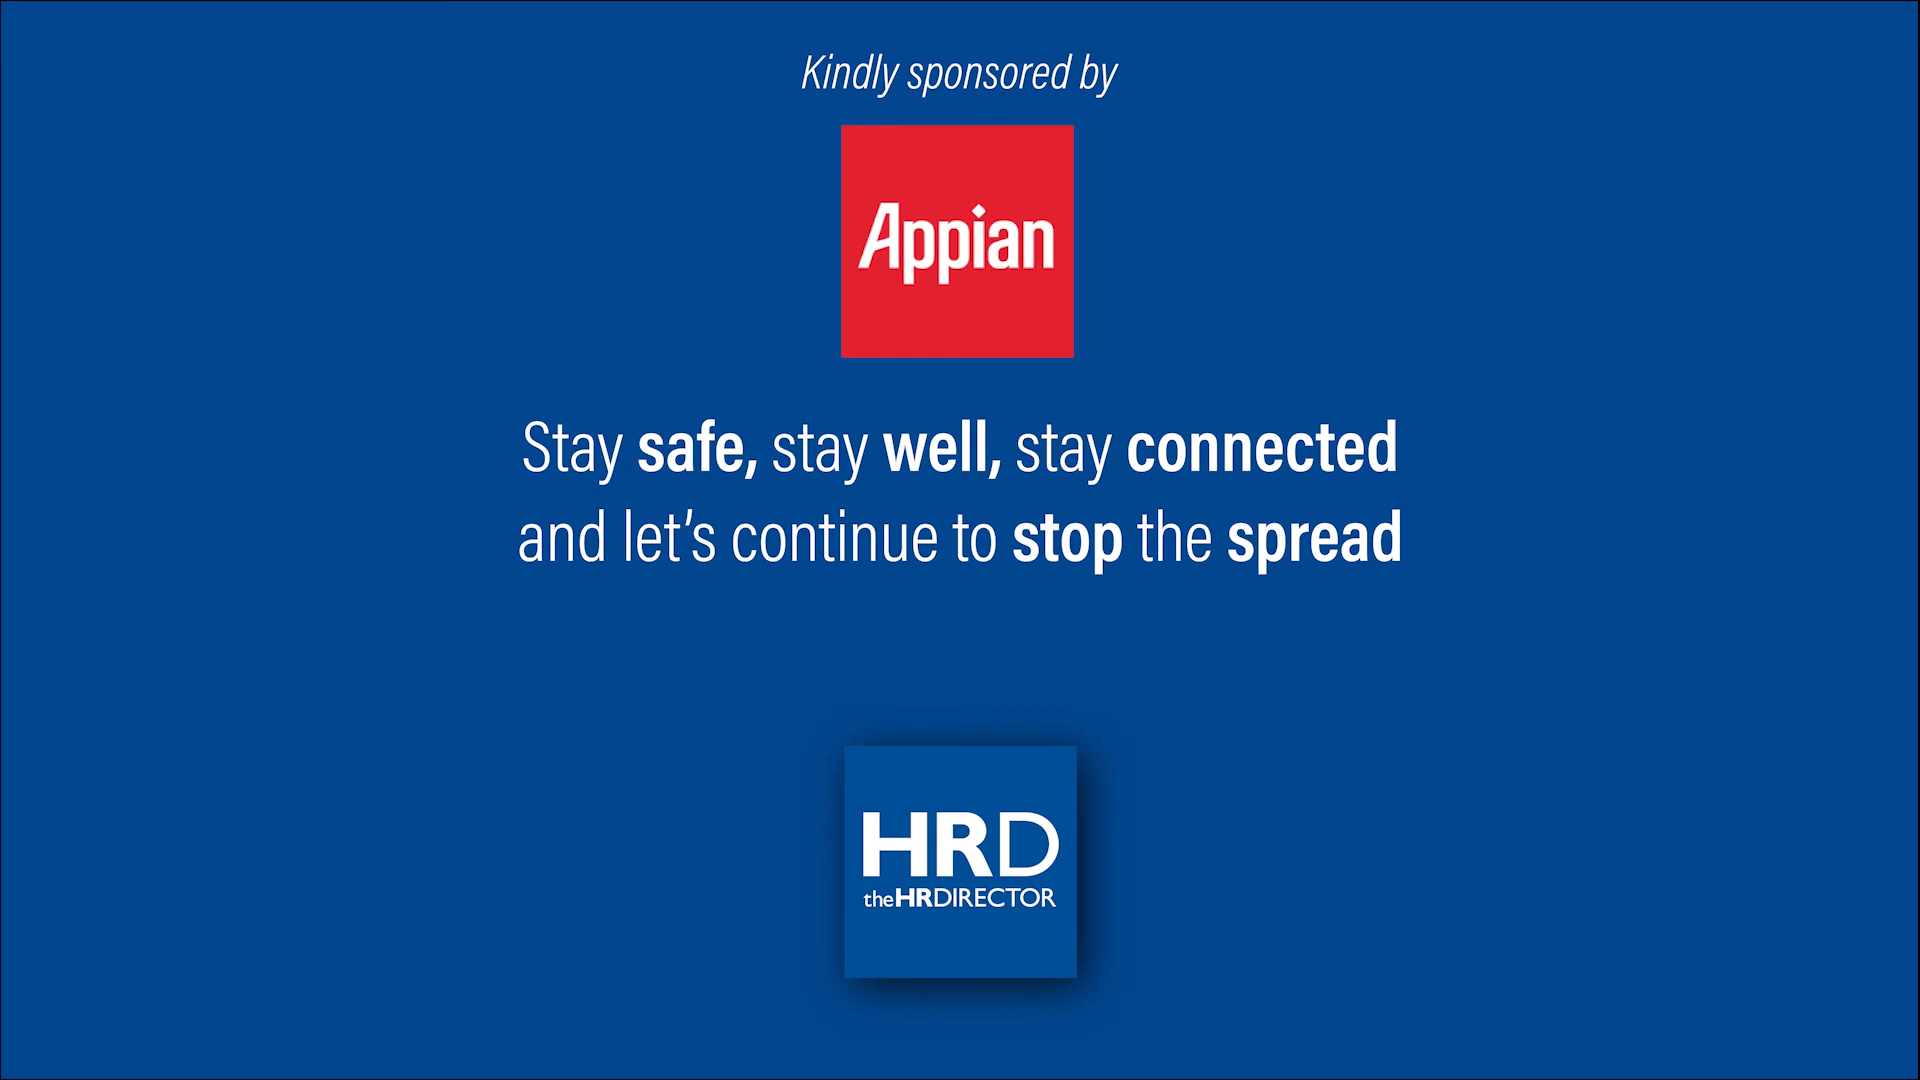 Kindly sponsored by
Appian
Stay safe, stay well, stay connected
and let’s continue to stop the spread
HRD
theHRDIRECTOR